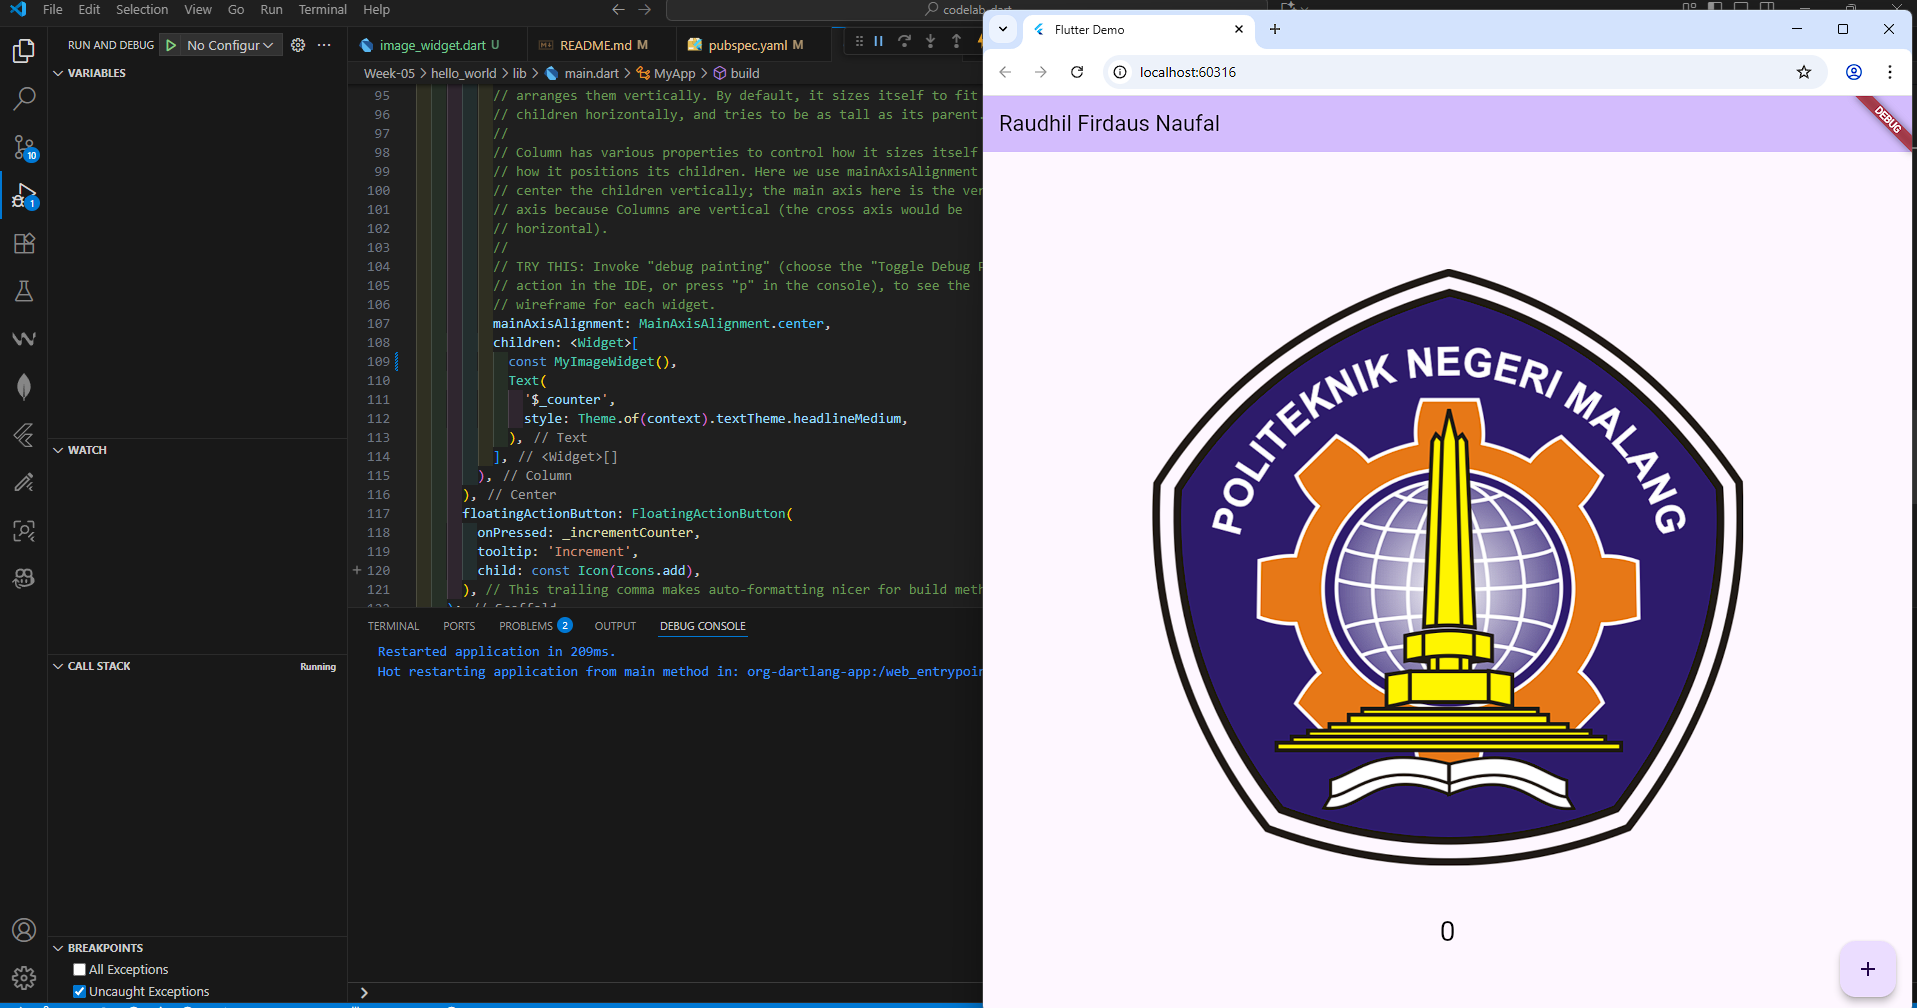 File Edit Selection View Go Run Terminal Help
codelab_dart
RUN AND DEBUG No Configur
VARIABLES
WATCH
CALL STACK Running
BREAKPOINTS
All Exceptions
Uncaught Exceptions
10
1
image_widget.dart U README.md M pubspec.yaml M
Week-05 > hello_world > lib > main.dart > MyApp > build
95 // arranges them vertically. By default, it sizes itself to fit
96 // children horizontally, and tries to be as tall as its parent.
97 //
98 // Column has various properties to control how it sizes itself
99 // how it positions its children. Here we use mainAxisAlignment
100 // center the children vertically; the main axis here is the ver
101 // axis because Columns are vertical (the cross axis would be
102 // horizontal).
103 //
104 // TRY THIS: Invoke "debug painting" (choose the "Toggle Debug P
105 // action in the IDE, or press "p" in the console), to see the
106 // wireframe for each widget.
107 mainAxisAlignment: MainAxisAlignment.center,
108 children: <Widget>[
109 const MyImageWidget(),
110 Text(
111 '$_counter',
112 style: Theme.of(context).textTheme.headlineMedium,
113 ), // Text
114 ], // <Widget>[]
115 ), // Column
116 ), // Center
117 floatingActionButton: FloatingActionButton(
118 onPressed: _incrementCounter,
119 tooltip: 'Increment',
120 child: const Icon(Icons.add),
121 ), // This trailing comma makes auto-formatting nicer for build meth
122 ); // Scaffold
TERMINAL PORTS PROBLEMS 2 OUTPUT DEBUG CONSOLE
Restarted application in 209ms.
Hot restarting application from main method in: org-dartlang-app:/web_entrypoin
Flutter Demo
localhost:60316
Raudhil Firdaus Naufal
DEBUG
POLITEKNIK NEGERI MALANG
0